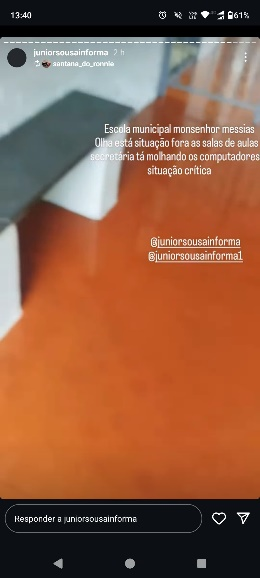 13:40
61%
juniorsousainforma 2 h
santana_do_ronnie
Escola municipal monsenhor messias
Olha está situação fora as salas de aulas
secretária tá molhando os computadores
situação crítica
@juniorsousainforma
@juniorsousainforma1
Responder a juniorsousainforma